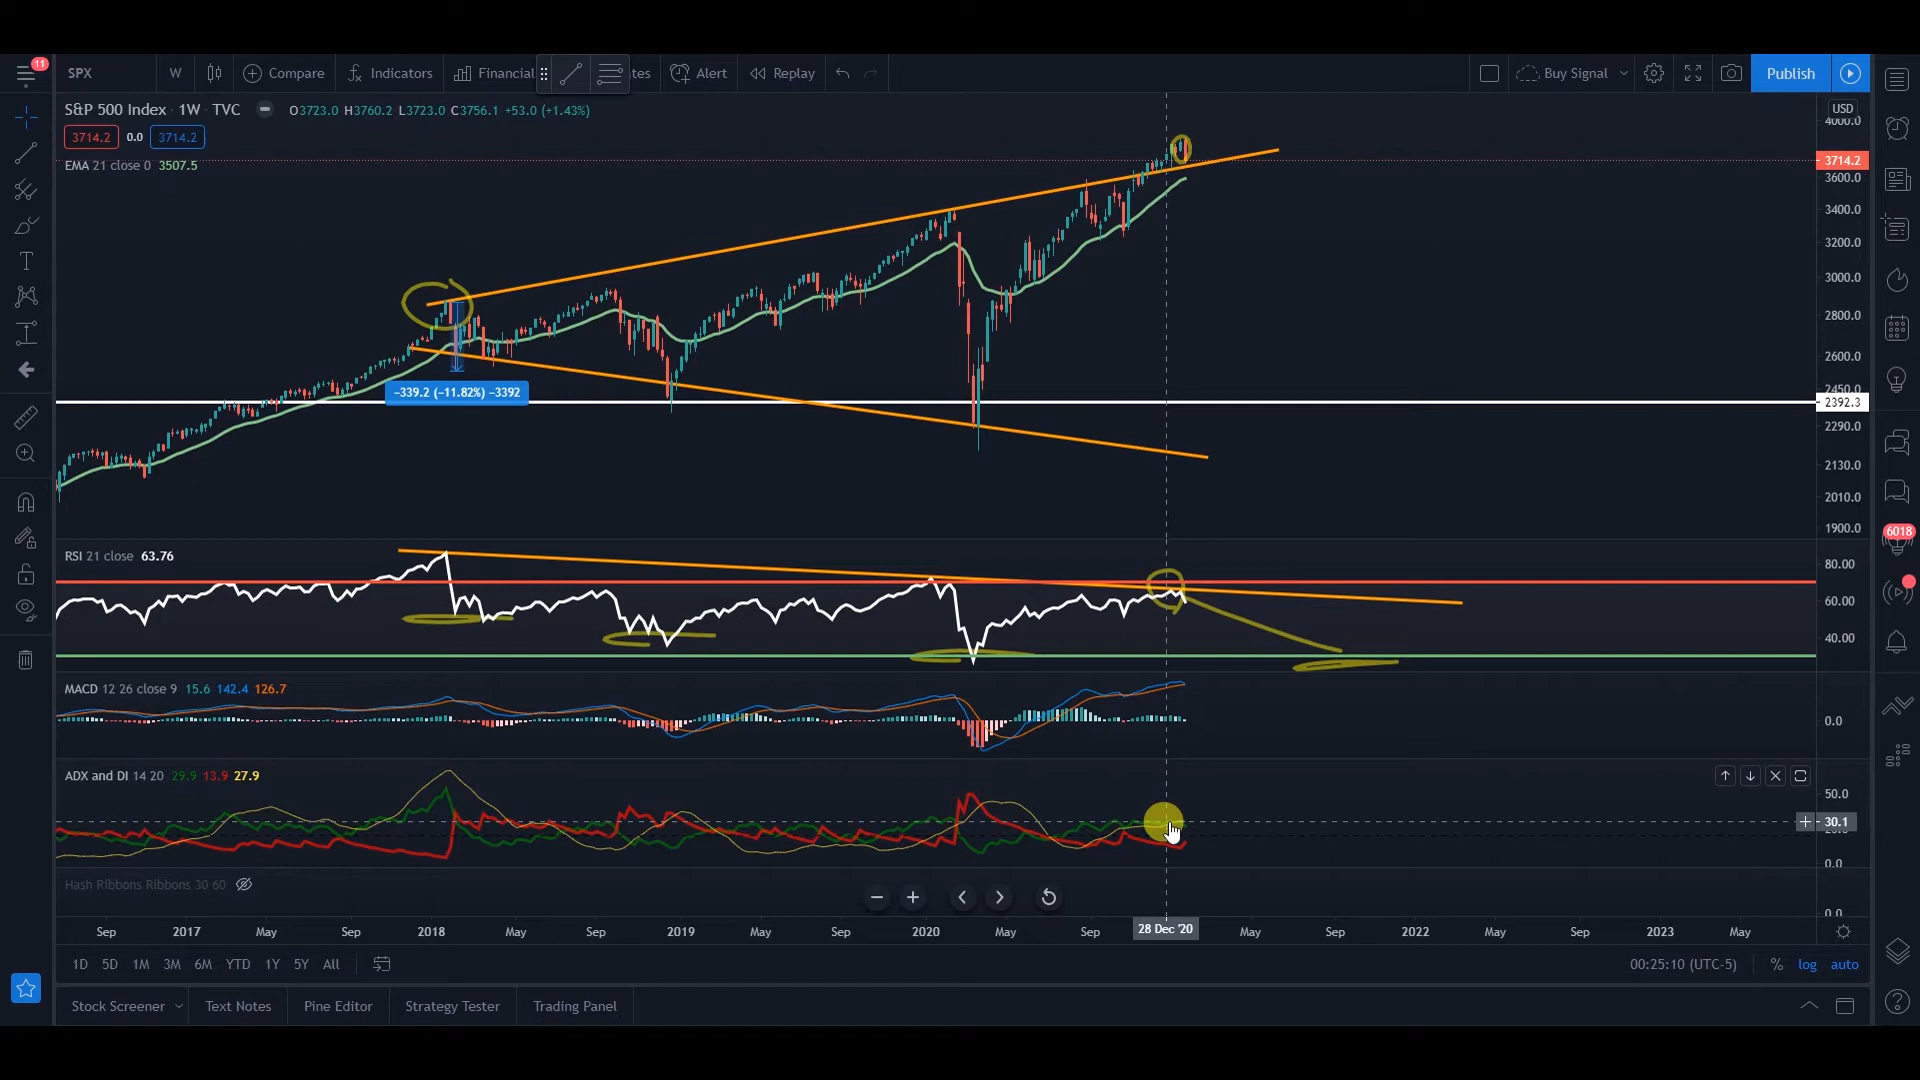 11
SPX W Compare Indicators Financial tes Alert Replay Buy Signal Publish
S&P 500 Index · 1W · TVC O3723.0 H3760.2 L3723.0 C3756.1 +53.0 (+1.43%) USD
4000.0
3714.2 0.0 3714.2
EMA 21 close 0 3507.5
3714.2
3600.0
3400.0
3200.0
3000.0
2800.0
2600.0
−339.2 (−11.82%) −3392
2450.0
2392.3
2290.0
2130.0
2010.0
1900.0
6018
RSI 21 close 63.76
80.00
60.00
40.00
MACD 12 26 close 9 15.6 142.4 126.7
0.0
ADX and DI 14 20 29.9 13.9 27.9
50.0
30.1
0.0
Hash Ribbons Ribbons 30 60
0.0
Sep 2017 May Sep 2018 May Sep 2019 May Sep 2020 May Sep 28 Dec '20 May Sep 2022 May Sep 2023 May
1D 5D 1M 3M 6M YTD 1Y 5Y All 00:25:10 (UTC-5) % log auto
Stock Screener Text Notes Pine Editor Strategy Tester Trading Panel